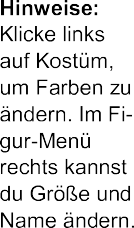 Hinweise:
Klicke links
auf Kostüm,
um Farben zu
ändern. Im Fi-
gur-Menü
rechts kannst
du Größe und
Name ändern.